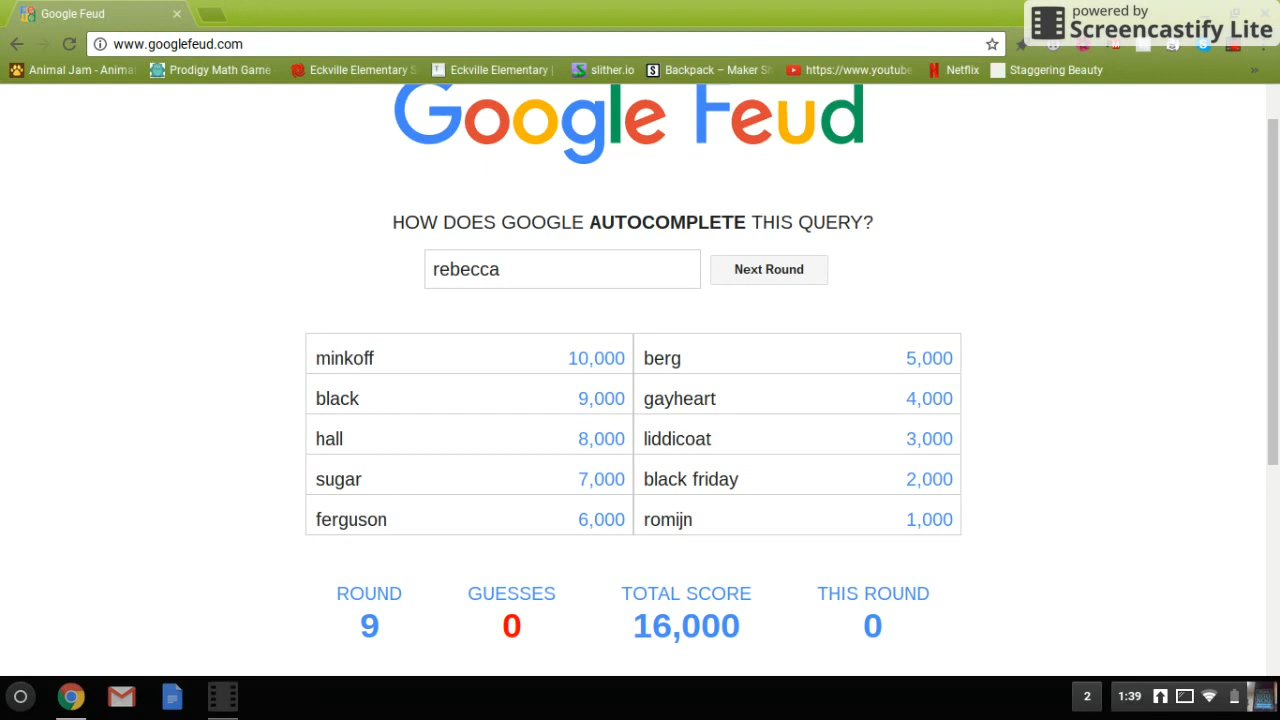 Google Feud
powered by
Screencastify Lite
www.googlefeud.com
Animal Jam - Anima
Prodigy Math Game
Eckville Elementary S
Eckville Elementary |
slither.io
Backpack – Maker S
https://www.youtube
Netflix
Staggering Beauty
Google Feud
HOW DOES GOOGLE AUTOCOMPLETE THIS QUERY?
rebecca
Next Round
minkoff 10,000 berg 5,000
black 9,000 gayheart 4,000
hall 8,000 liddicoat 3,000
sugar 7,000 black friday 2,000
ferguson 6,000 romijn 1,000
ROUND GUESSES TOTAL SCORE THIS ROUND
9 0 16,000 0
2 1:39